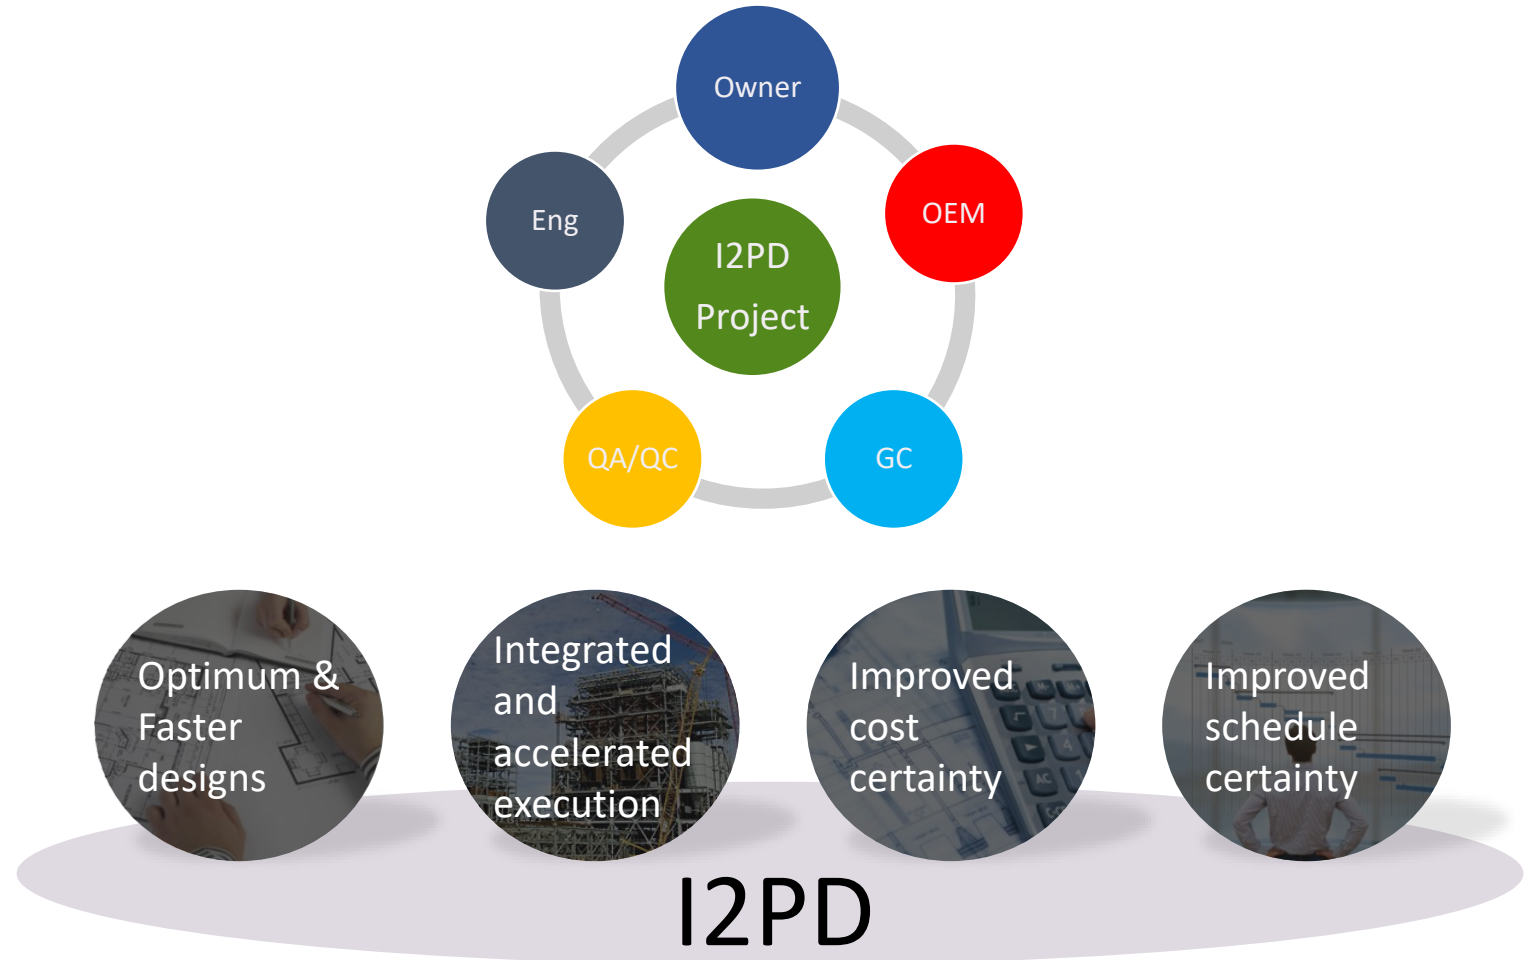 Owner
OEM
Eng
I2PD
Project
QA/QC
GC
Optimum &
Faster
designs
Integrated
and
accelerated
execution
Improved
cost
certainty
Improved
schedule
certainty
I2PD